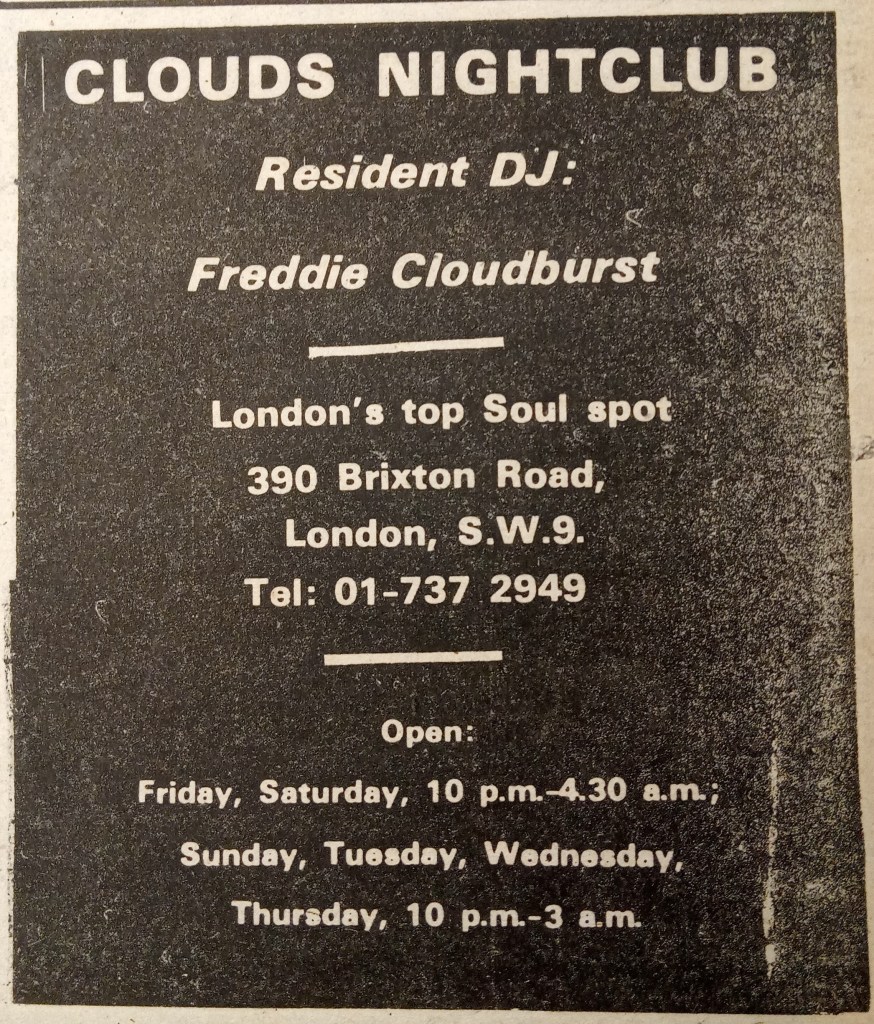 CLOUDS NIGHTCLUB
Resident DJ:
Freddie Cloudburst
London's top Soul spot
390 Brixton Road,
London, S.W.9.
Tel: 01-737 2949
Open:
Friday, Saturday, 10 p.m.-4.30 a.m.;
Sunday, Tuesday, Wednesday,
Thursday, 10 p.m.-3 a.m.